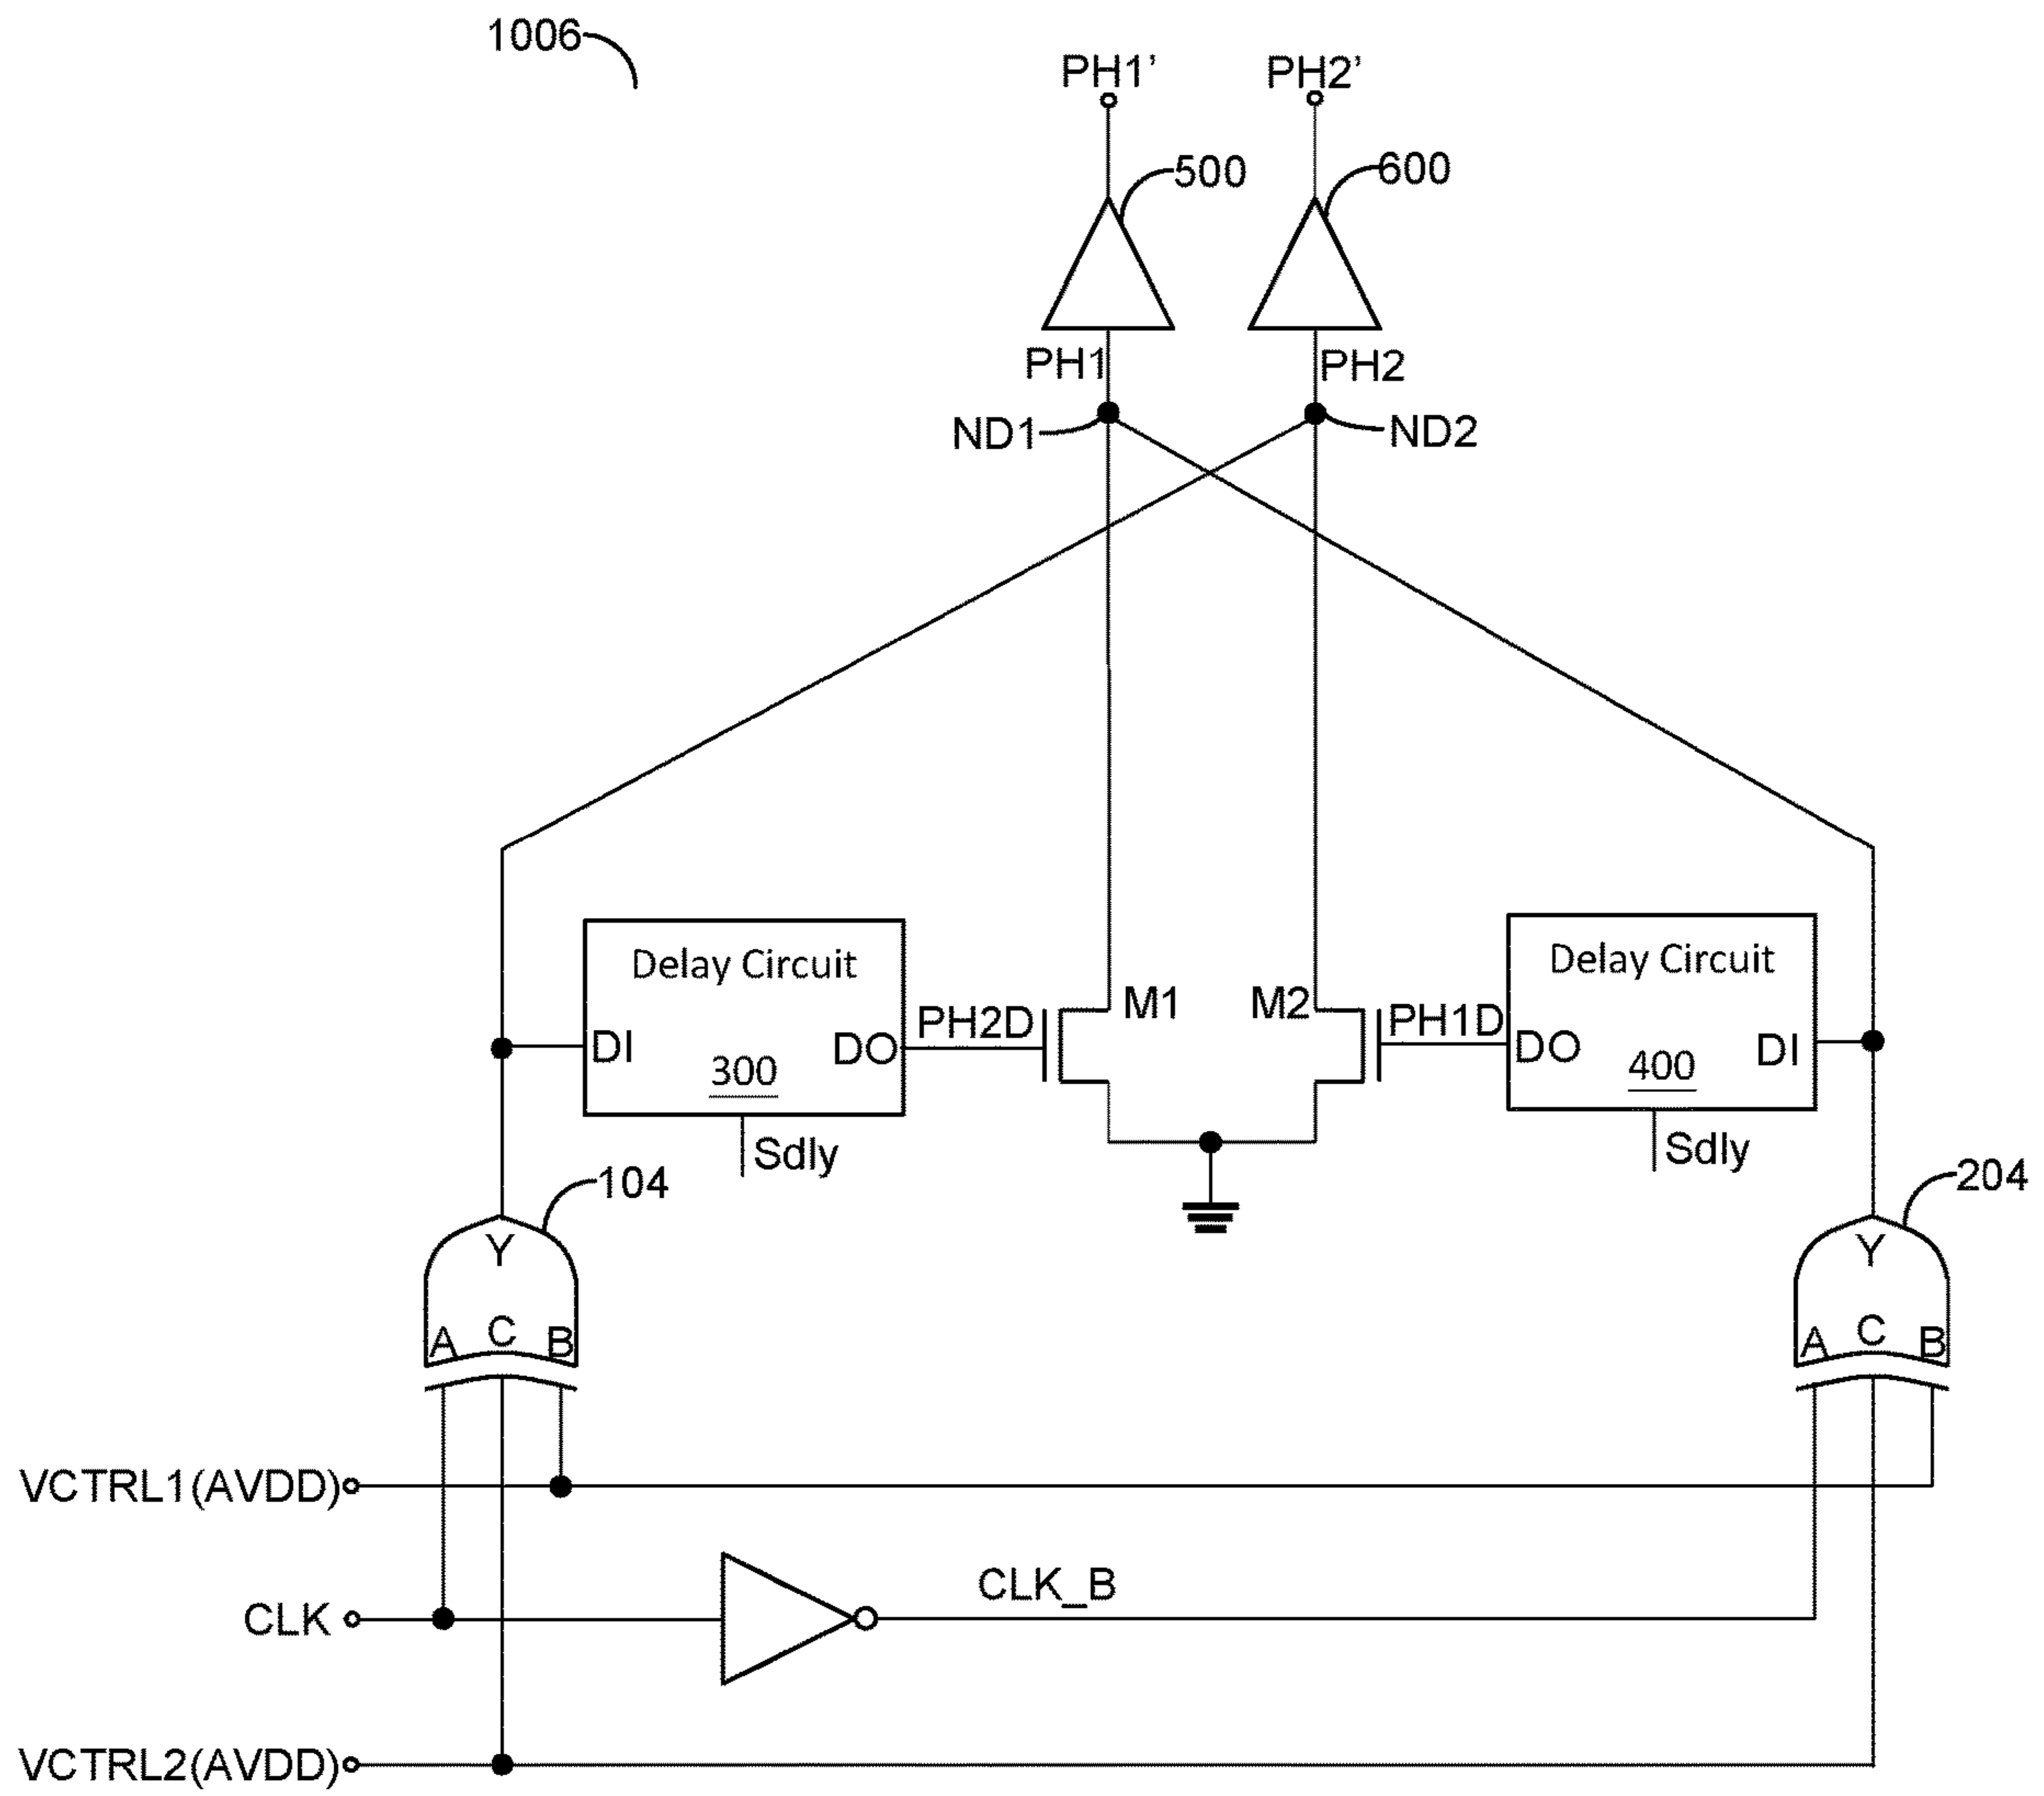 1006
PH1’ PH2’
500 600
PH1 PH2
ND1 ND2
Delay Circuit Delay Circuit
M1 M2
PH2D PH1D
DI DO DO DI
300 400
Sdly Sdly
104 204
Y Y
A C B A C B
VCTRL1(AVDD)
CLK CLK_B
VCTRL2(AVDD)